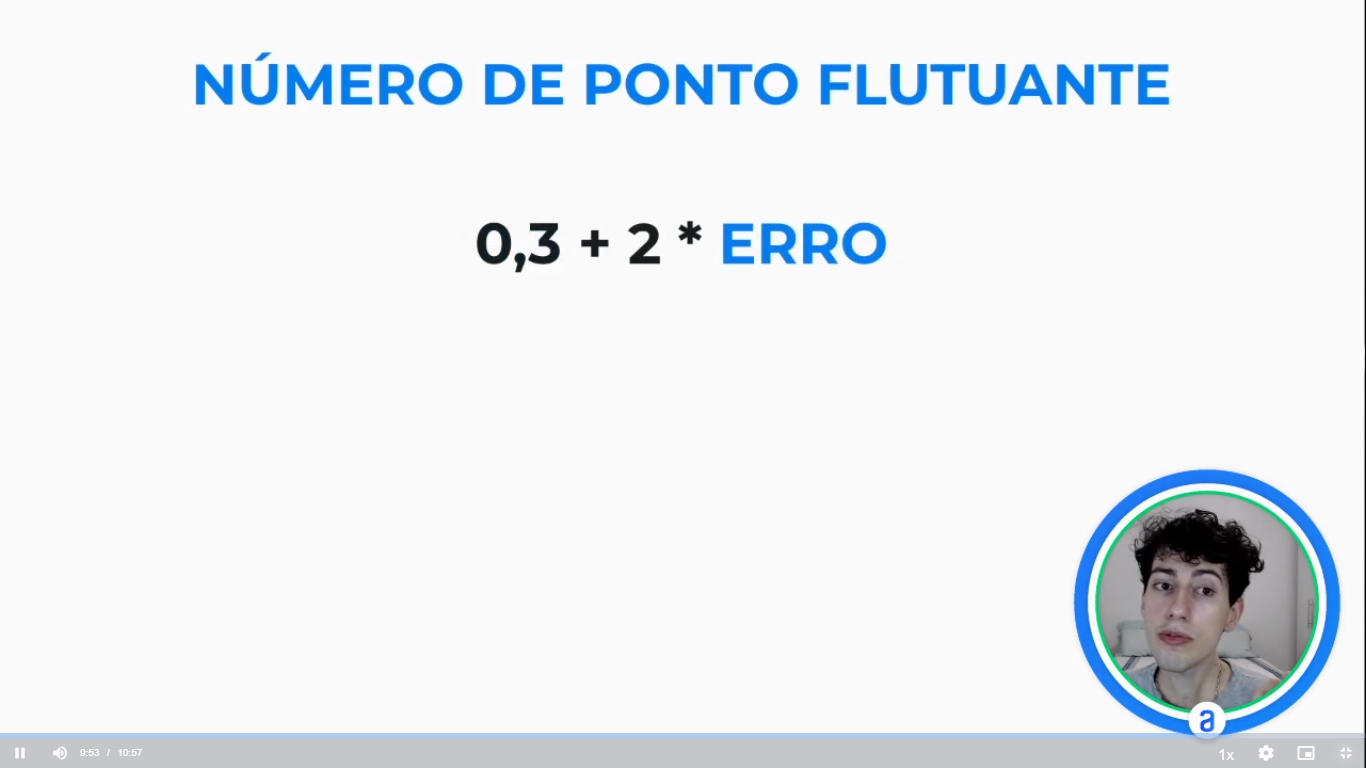 NÚMERO DE PONTO FLUTUANTE
0,3 + 2 * ERRO
a
9:53 / 10:57
1x